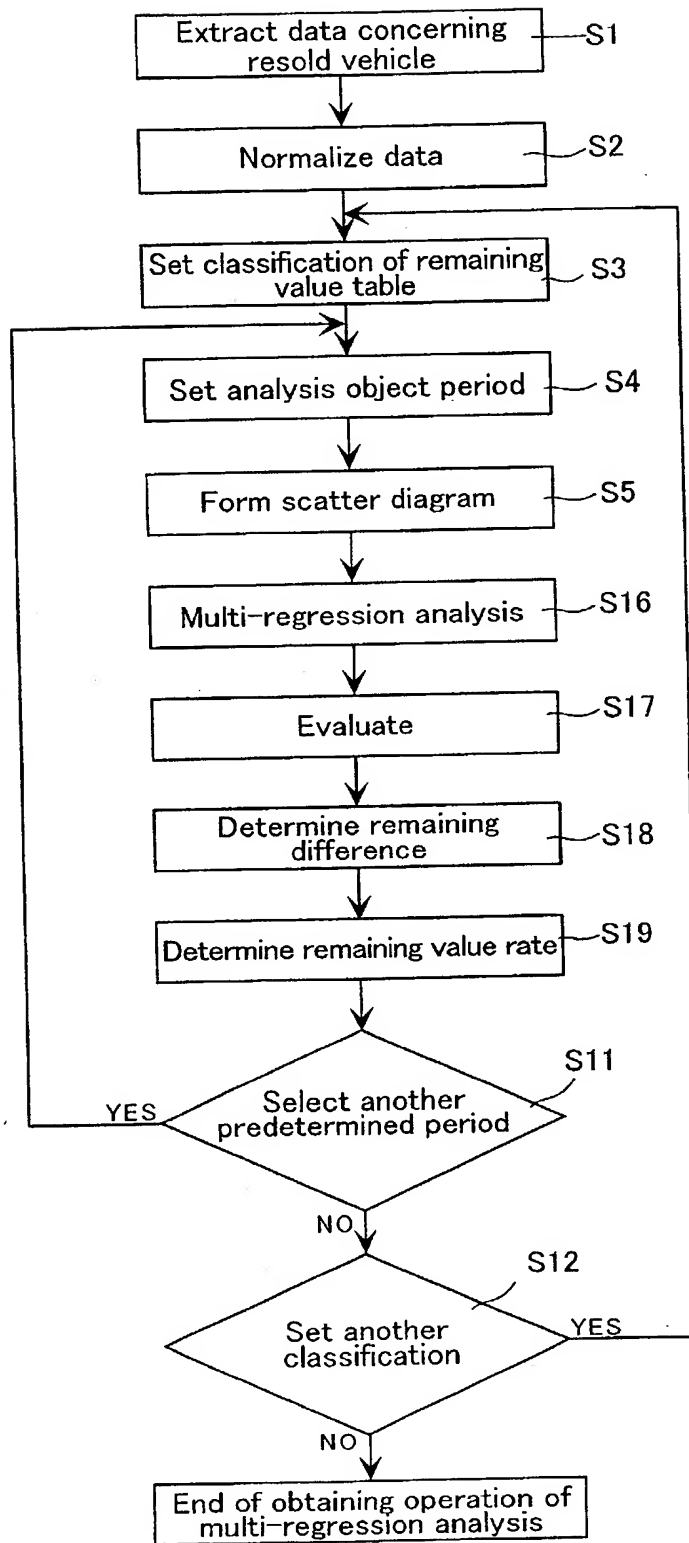 Extract data concerning
resold vehicle
S1
Normalize data
S2
Set classification of remaining
value table
S3
Set analysis object period
S4
Form scatter diagram
S5
Multi-regression analysis
S16
Evaluate
S17
Determine remaining
difference
S18
Determine remaining value rate
S19
Select another
predetermined period
S11
YES
NO
Set another
classification
S12
YES
NO
End of obtaining operation of
multi-regression analysis